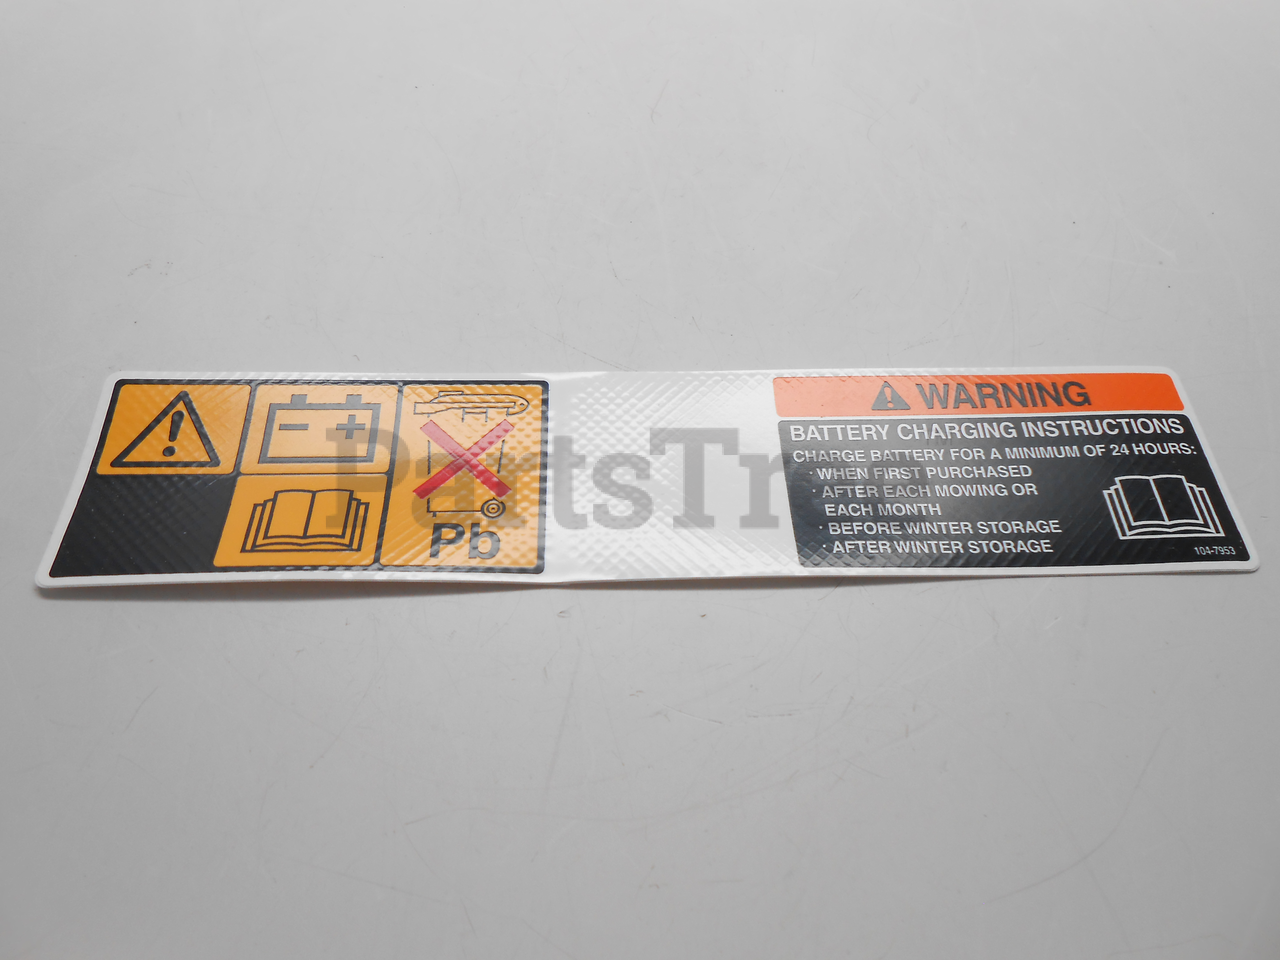 Pb
WARNING
BATTERY CHARGING INSTRUCTIONS
CHARGE BATTERY FOR A MINIMUM OF 24 HOURS:
· WHEN FIRST PURCHASED
· AFTER EACH MOWING OR
EACH MONTH
· BEFORE WINTER STORAGE
· AFTER WINTER STORAGE
104-7953
PartsTr